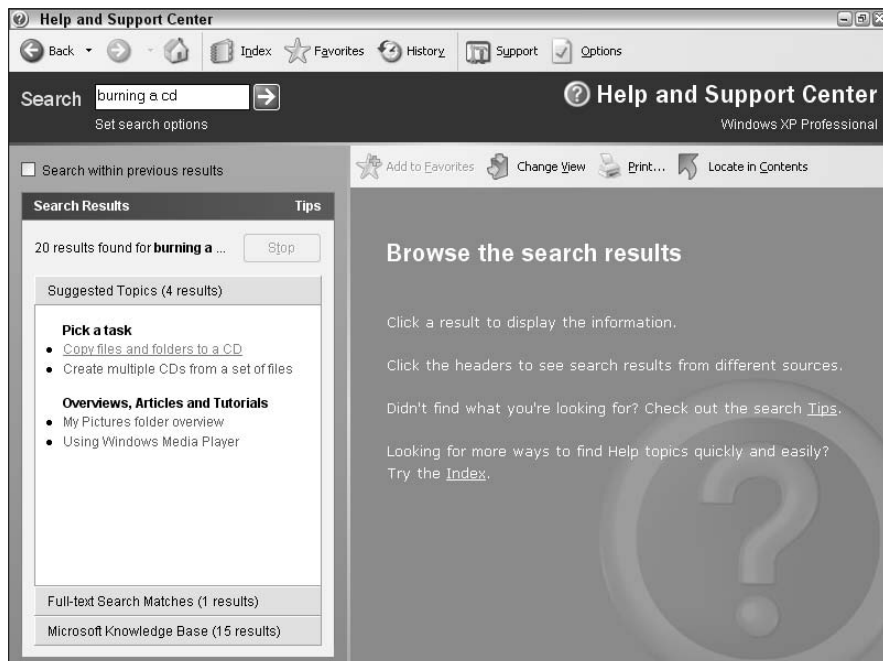 Help and Support Center
Back Index Favorites History Support Options
Search burning a cd
Set search options
Help and Support Center
Windows XP Professional
Search within previous results
Add to Favorites Change View Print... Locate in Contents
Search Results Tips
20 results found for burning a ... Stop
Suggested Topics (4 results)
Pick a task
• Copy files and folders to a CD
• Create multiple CDs from a set of files
Overviews, Articles and Tutorials
• My Pictures folder overview
• Using Windows Media Player
Full-text Search Matches (1 results)
Microsoft Knowledge Base (15 results)
Browse the search results
Click a result to display the information.
Click the headers to see search results from different sources.
Didn't find what you're looking for? Check out the search Tips.
Looking for more ways to find Help topics quickly and easily?
Try the Index.